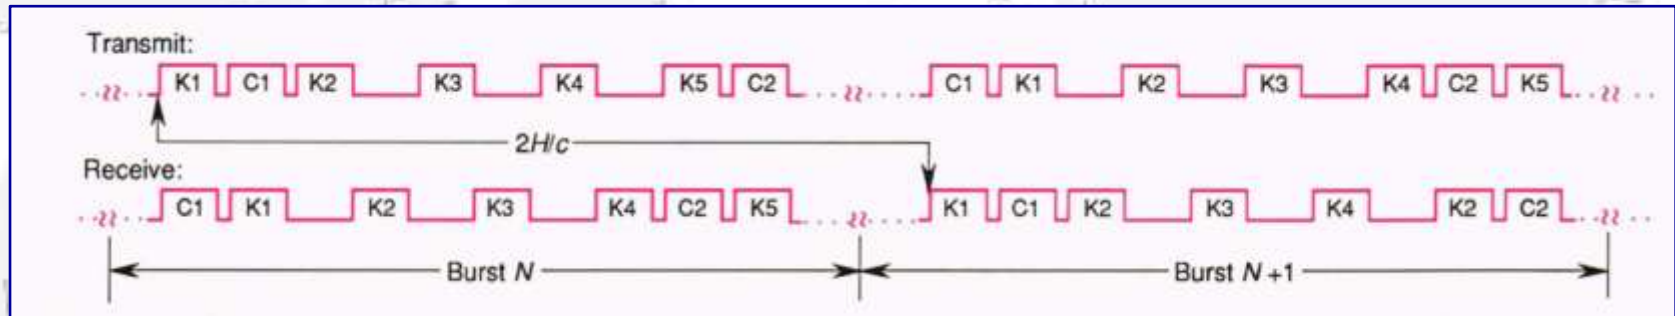 Transmit:
K1 C1 K2 K3 K4 K5 C2 C1 K1 K2 K3 K4 C2 K5
2H/c
Receive:
C1 K1 K2 K3 K4 C2 K5 K1 C1 K2 K3 K4 K2 C2
Burst N Burst N +1